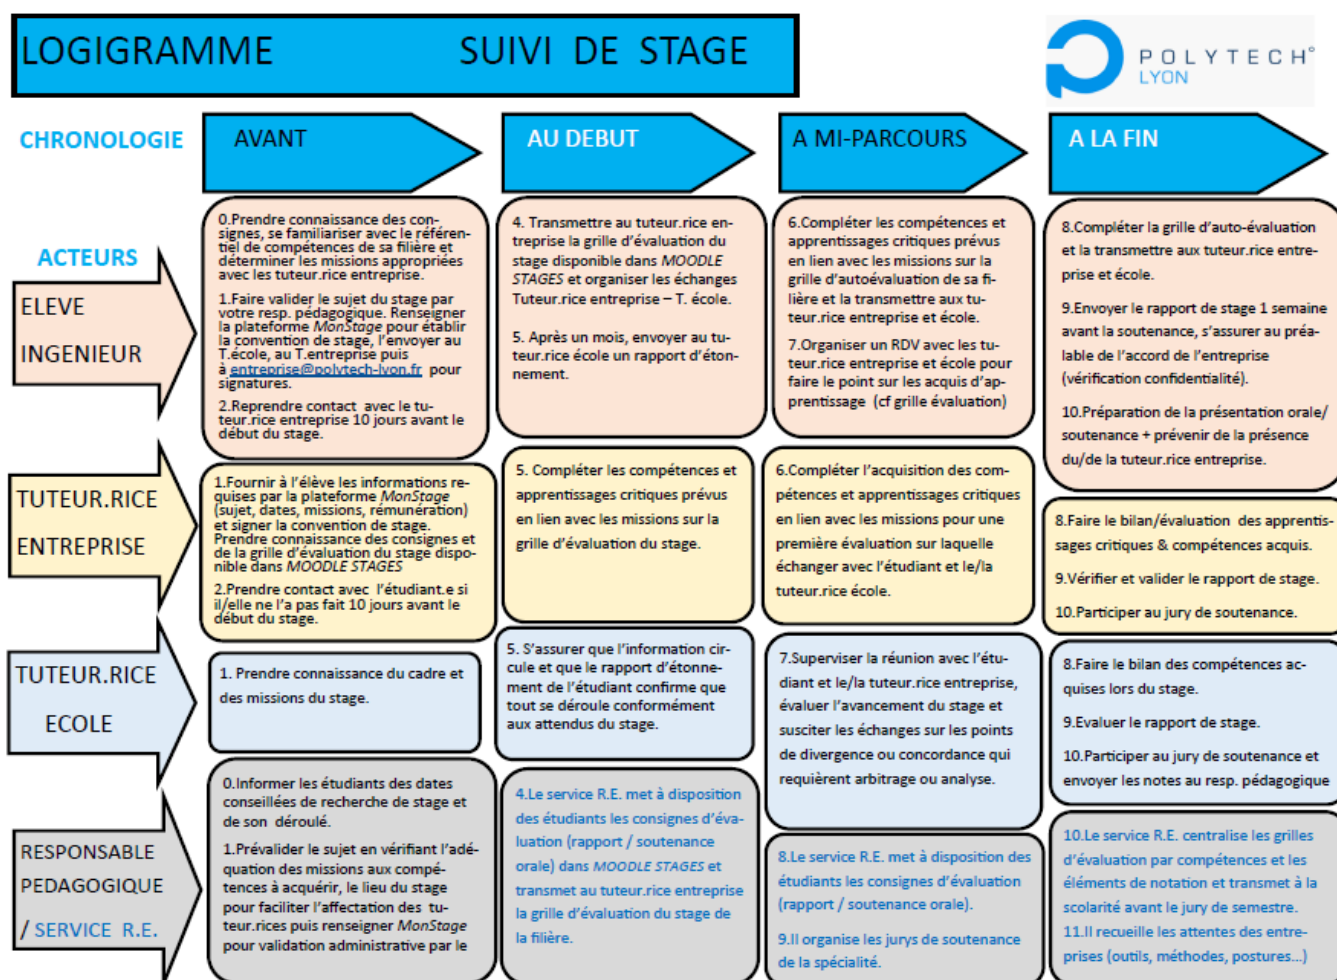 LOGIGRAMME SUIVI DE STAGE
POLYTECH°
LYON
CHRONOLOGIE
AVANT
AU DEBUT
A MI-PARCOURS
A LA FIN
ACTEURS
ELEVE
INGENIEUR
0.Prendre connaissance des con-
signes, se familiariser avec le référen-
tiel de compétences de sa filière et
déterminer les missions appropriées
avec les tuteur.rice entreprise.
1.Faire valider le sujet du stage par
votre resp. pédagogique. Renseigner
la plateforme MonStage pour établir
la convention de stage, l'envoyer au
T.école, au T.entreprise puis
à entreprise@polytech-lyon.fr pour
signatures.
2.Reprendre contact avec le tu-
teur.rice entreprise 10 jours avant le
début du stage.
4. Transmettre au tuteur.rice en-
treprise la grille d'évaluation du
stage disponible dans MOODLE
STAGES et organiser les échanges
Tuteur.rice entreprise – T. école.
5. Après un mois, envoyer au tu-
teur.rice école un rapport d'éton-
nement.
6.Compléter les compétences et
apprentissages critiques prévus
en lien avec les missions sur la
grille d'autoévaluation de sa fi-
lière et la transmettre aux tu-
teur.rice entreprise et école.
7.Organiser un RDV avec les tu-
teur.rice entreprise et école pour
faire le point sur les acquis d'ap-
prentissage (cf grille évaluation)
8.Compléter la grille d'auto-évaluation
et la transmettre aux tuteur.rice entre-
prise et école.
9.Envoyer le rapport de stage 1 semaine
avant la soutenance, s'assurer au préa-
lable de l'accord de l'entreprise
(vérification confidentialité).
10.Préparation de la présentation orale/
soutenance + prévenir de la présence
du/de la tuteur.rice entreprise.
TUTEUR.RICE
ENTREPRISE
1.Fournir à l'élève les informations re-
quises par la plateforme MonStage
(sujet, dates, missions, rémunération)
et signer la convention de stage.
Prendre connaissance des consignes et
de la grille d'évaluation du stage dispo-
nible dans MOODLE STAGES
2.Prendre contact avec l'étudiant.e si
il/elle ne l'a pas fait 10 jours avant le
début du stage.
5. Compléter les compétences et
apprentissages critiques prévus
en lien avec les missions sur la
grille d'évaluation du stage.
6.Compléter l'acquisition des com-
pétences et apprentissages critiques
en lien avec les missions pour une
première évaluation sur laquelle
échanger avec l'étudiant et le/la
tuteur.rice école.
8.Faire le bilan/évaluation des apprentis-
sages critiques & compétences acquis.
9.Vérifier et valider le rapport de stage.
10.Participer au jury de soutenance.
TUTEUR.RICE
ECOLE
1. Prendre connaissance du cadre et
des missions du stage.
5. S'assurer que l'information cir-
cule et que le rapport d'étonne-
ment de l'étudiant confirme que
tout se déroule conformément
aux attendus du stage.
7.Superviser la réunion avec l'étu-
diant et le/la tuteur.rice entreprise,
évaluer l'avancement du stage et
susciter les échanges sur les points
de divergence ou concordance qui
requièrent arbitrage ou analyse.
8.Faire le bilan des compétences ac-
quises lors du stage.
9.Evaluer le rapport de stage.
10.Participer au jury de soutenance et
envoyer les notes au resp. pédagogique
RESPONSABLE
PEDAGOGIQUE
/ SERVICE R.E.
0.Informer les étudiants des dates
conseillées de recherche de stage et
de son déroulé.
1.Prévalider le sujet en vérifiant l'adé-
quation des missions aux compé-
tences à acquérir, le lieu du stage
pour faciliter l'affectation des tu-
teur.rices puis renseigner MonStage
pour validation administrative par le
4.Le service R.E. met à disposition
des étudiants les consignes d'éva-
luation (rapport / soutenance
orale) dans MOODLE STAGES et
transmet au tuteur.rice entreprise
la grille d'évaluation du stage de
la filière.
8.Le service R.E. met à disposition des
étudiants les consignes d'évaluation
(rapport / soutenance orale).
9.Il organise les jurys de soutenance
de la spécialité.
10.Le service R.E. centralise les grilles
d'évaluation par compétences et les
éléments de notation et transmet à la
scolarité avant le jury de semestre.
11.Il recueille les attentes des entre-
prises (outils, méthodes, postures...)